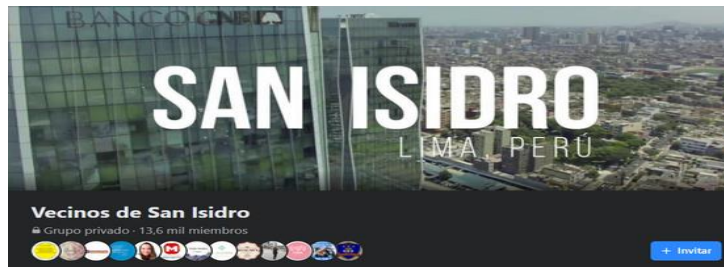 BANCO
SAN ISIDRO
LIMA, PERÚ
Vecinos de San Isidro
Grupo privado · 13,6 mil miembros
+ Invitar